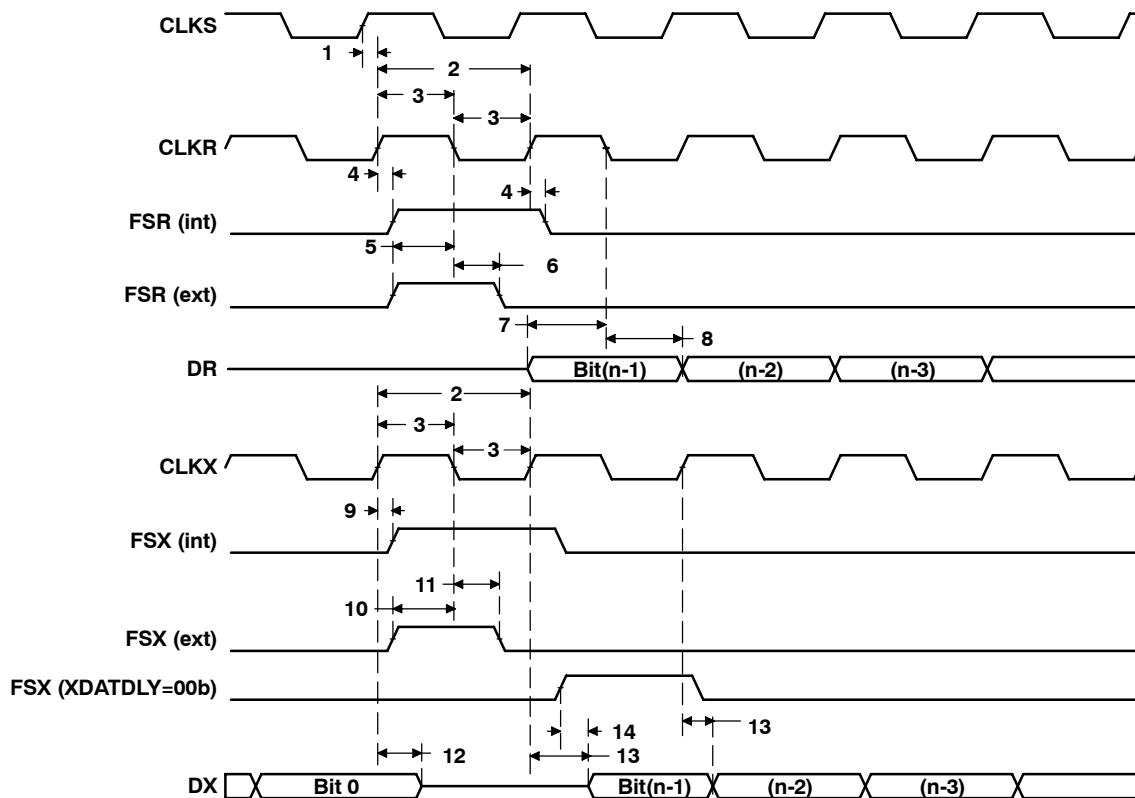 CLKS
1
2
3
3
CLKR
4
4
FSR (int)
5
6
FSR (ext)
7
8
DR
Bit(n-1)
(n-2)
(n-3)
2
3
3
CLKX
9
FSX (int)
11
10
FSX (ext)
FSX (XDATDLY=00b)
14
13
12
13
DX
Bit 0
Bit(n-1)
(n-2)
(n-3)